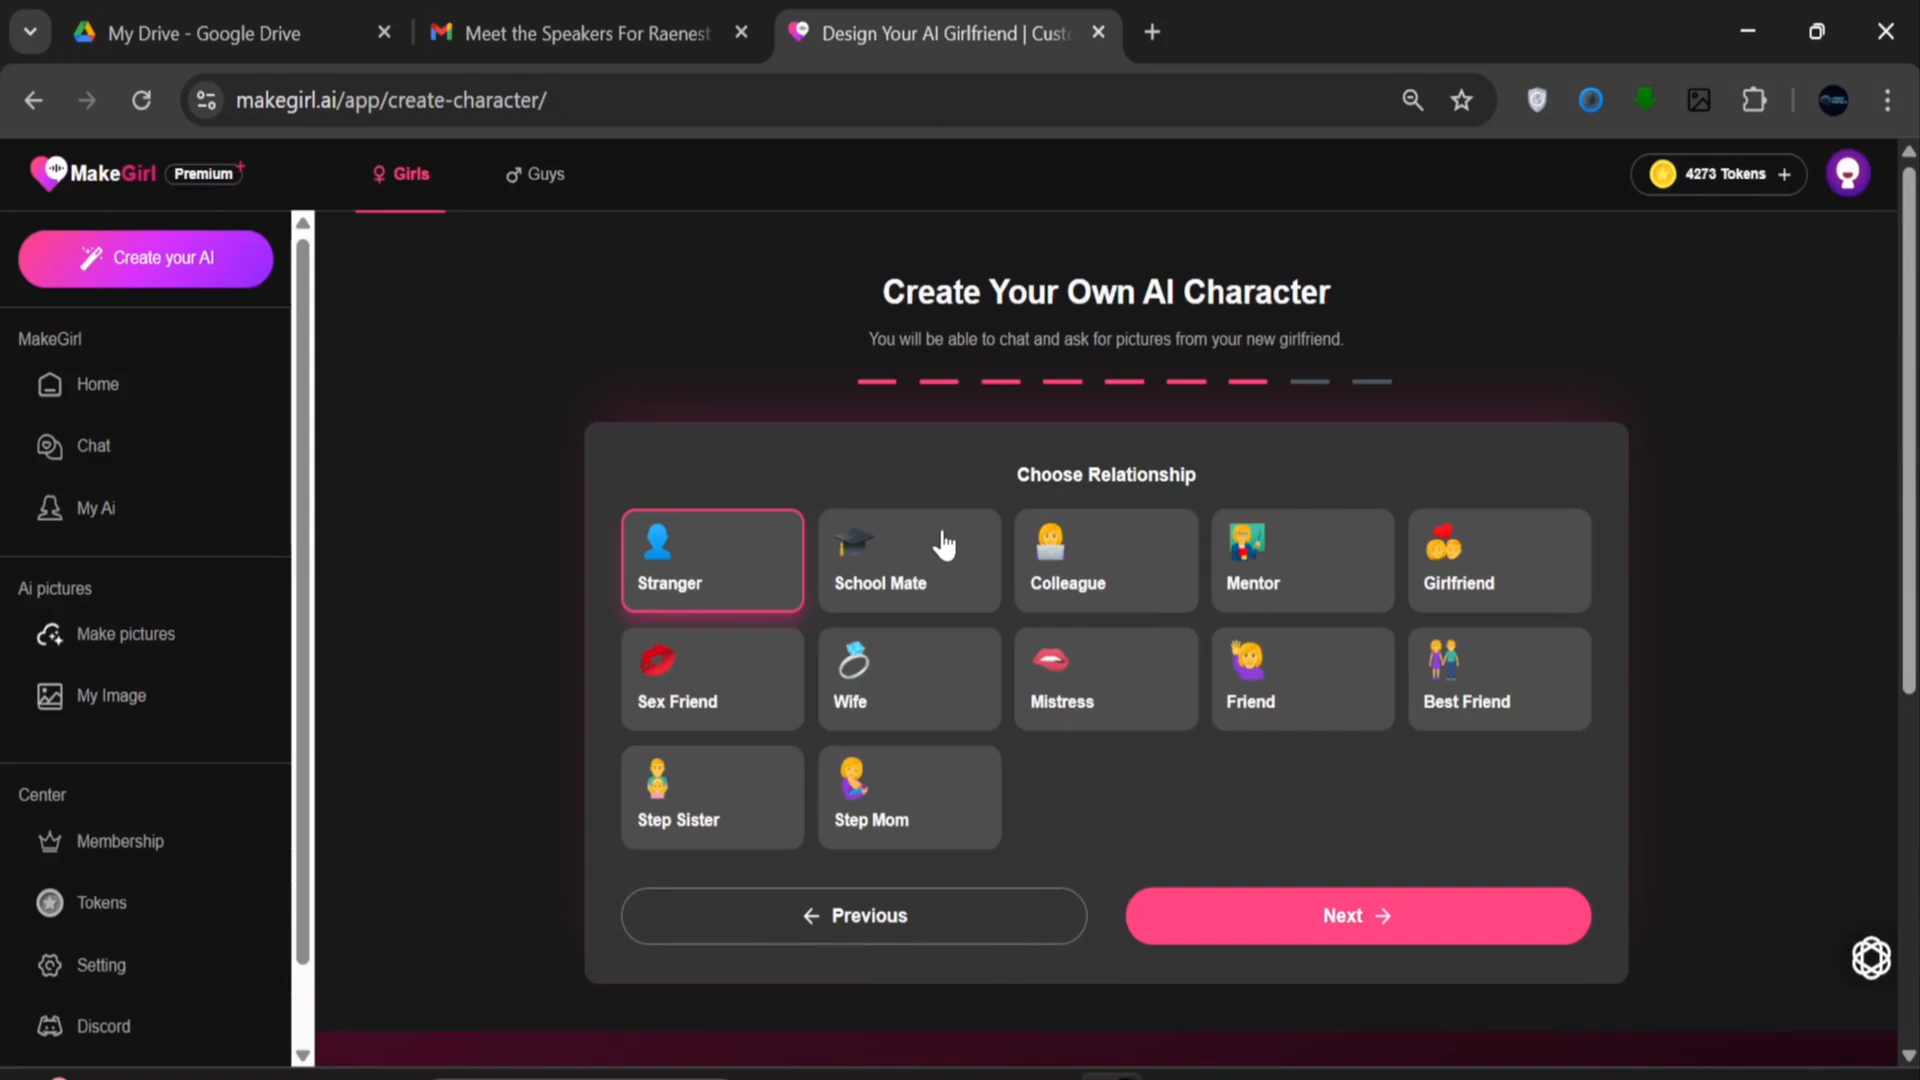 My Drive - Google Drive
Meet the Speakers For Raenest
Design Your AI Girlfriend | Cust
makegirl.ai/app/create-character/
MakeGirl Premium+
Girls
Guys
4273 Tokens +
Create your AI
MakeGirl
Home
Chat
My Ai
Ai pictures
Make pictures
My Image
Center
Membership
Tokens
Setting
Discord
Create Your Own AI Character
You will be able to chat and ask for pictures from your new girlfriend.
Choose Relationship
Stranger
School Mate
Colleague
Mentor
Girlfriend
Sex Friend
Wife
Mistress
Friend
Best Friend
Step Sister
Step Mom
← Previous
Next →